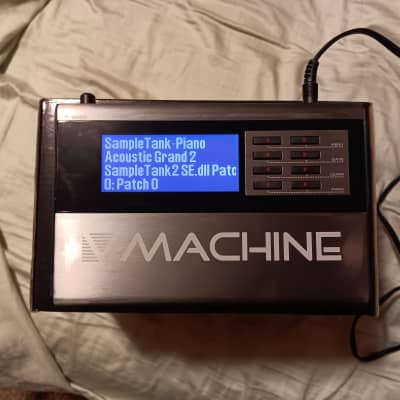 SampleTank-Piano
Acoustic Grand 2
SampleTank2 SE.dll Patc
0: Patch 0
V MACHINE